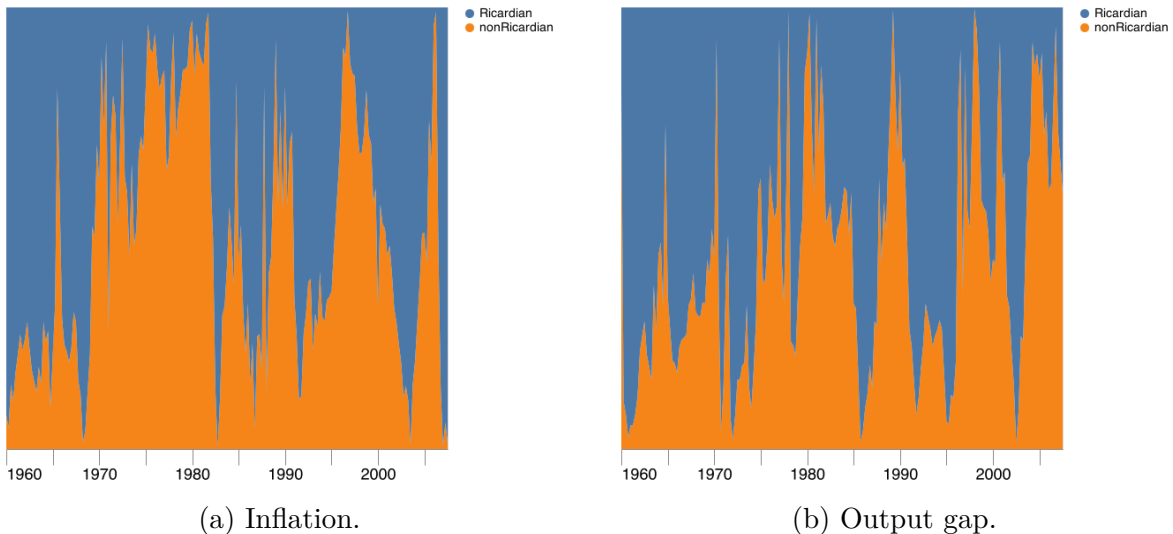 Ricardian
nonRicardian
1960 1970 1980 1990 2000
(a) Inflation.
Ricardian
nonRicardian
1960 1970 1980 1990 2000
(b) Output gap.